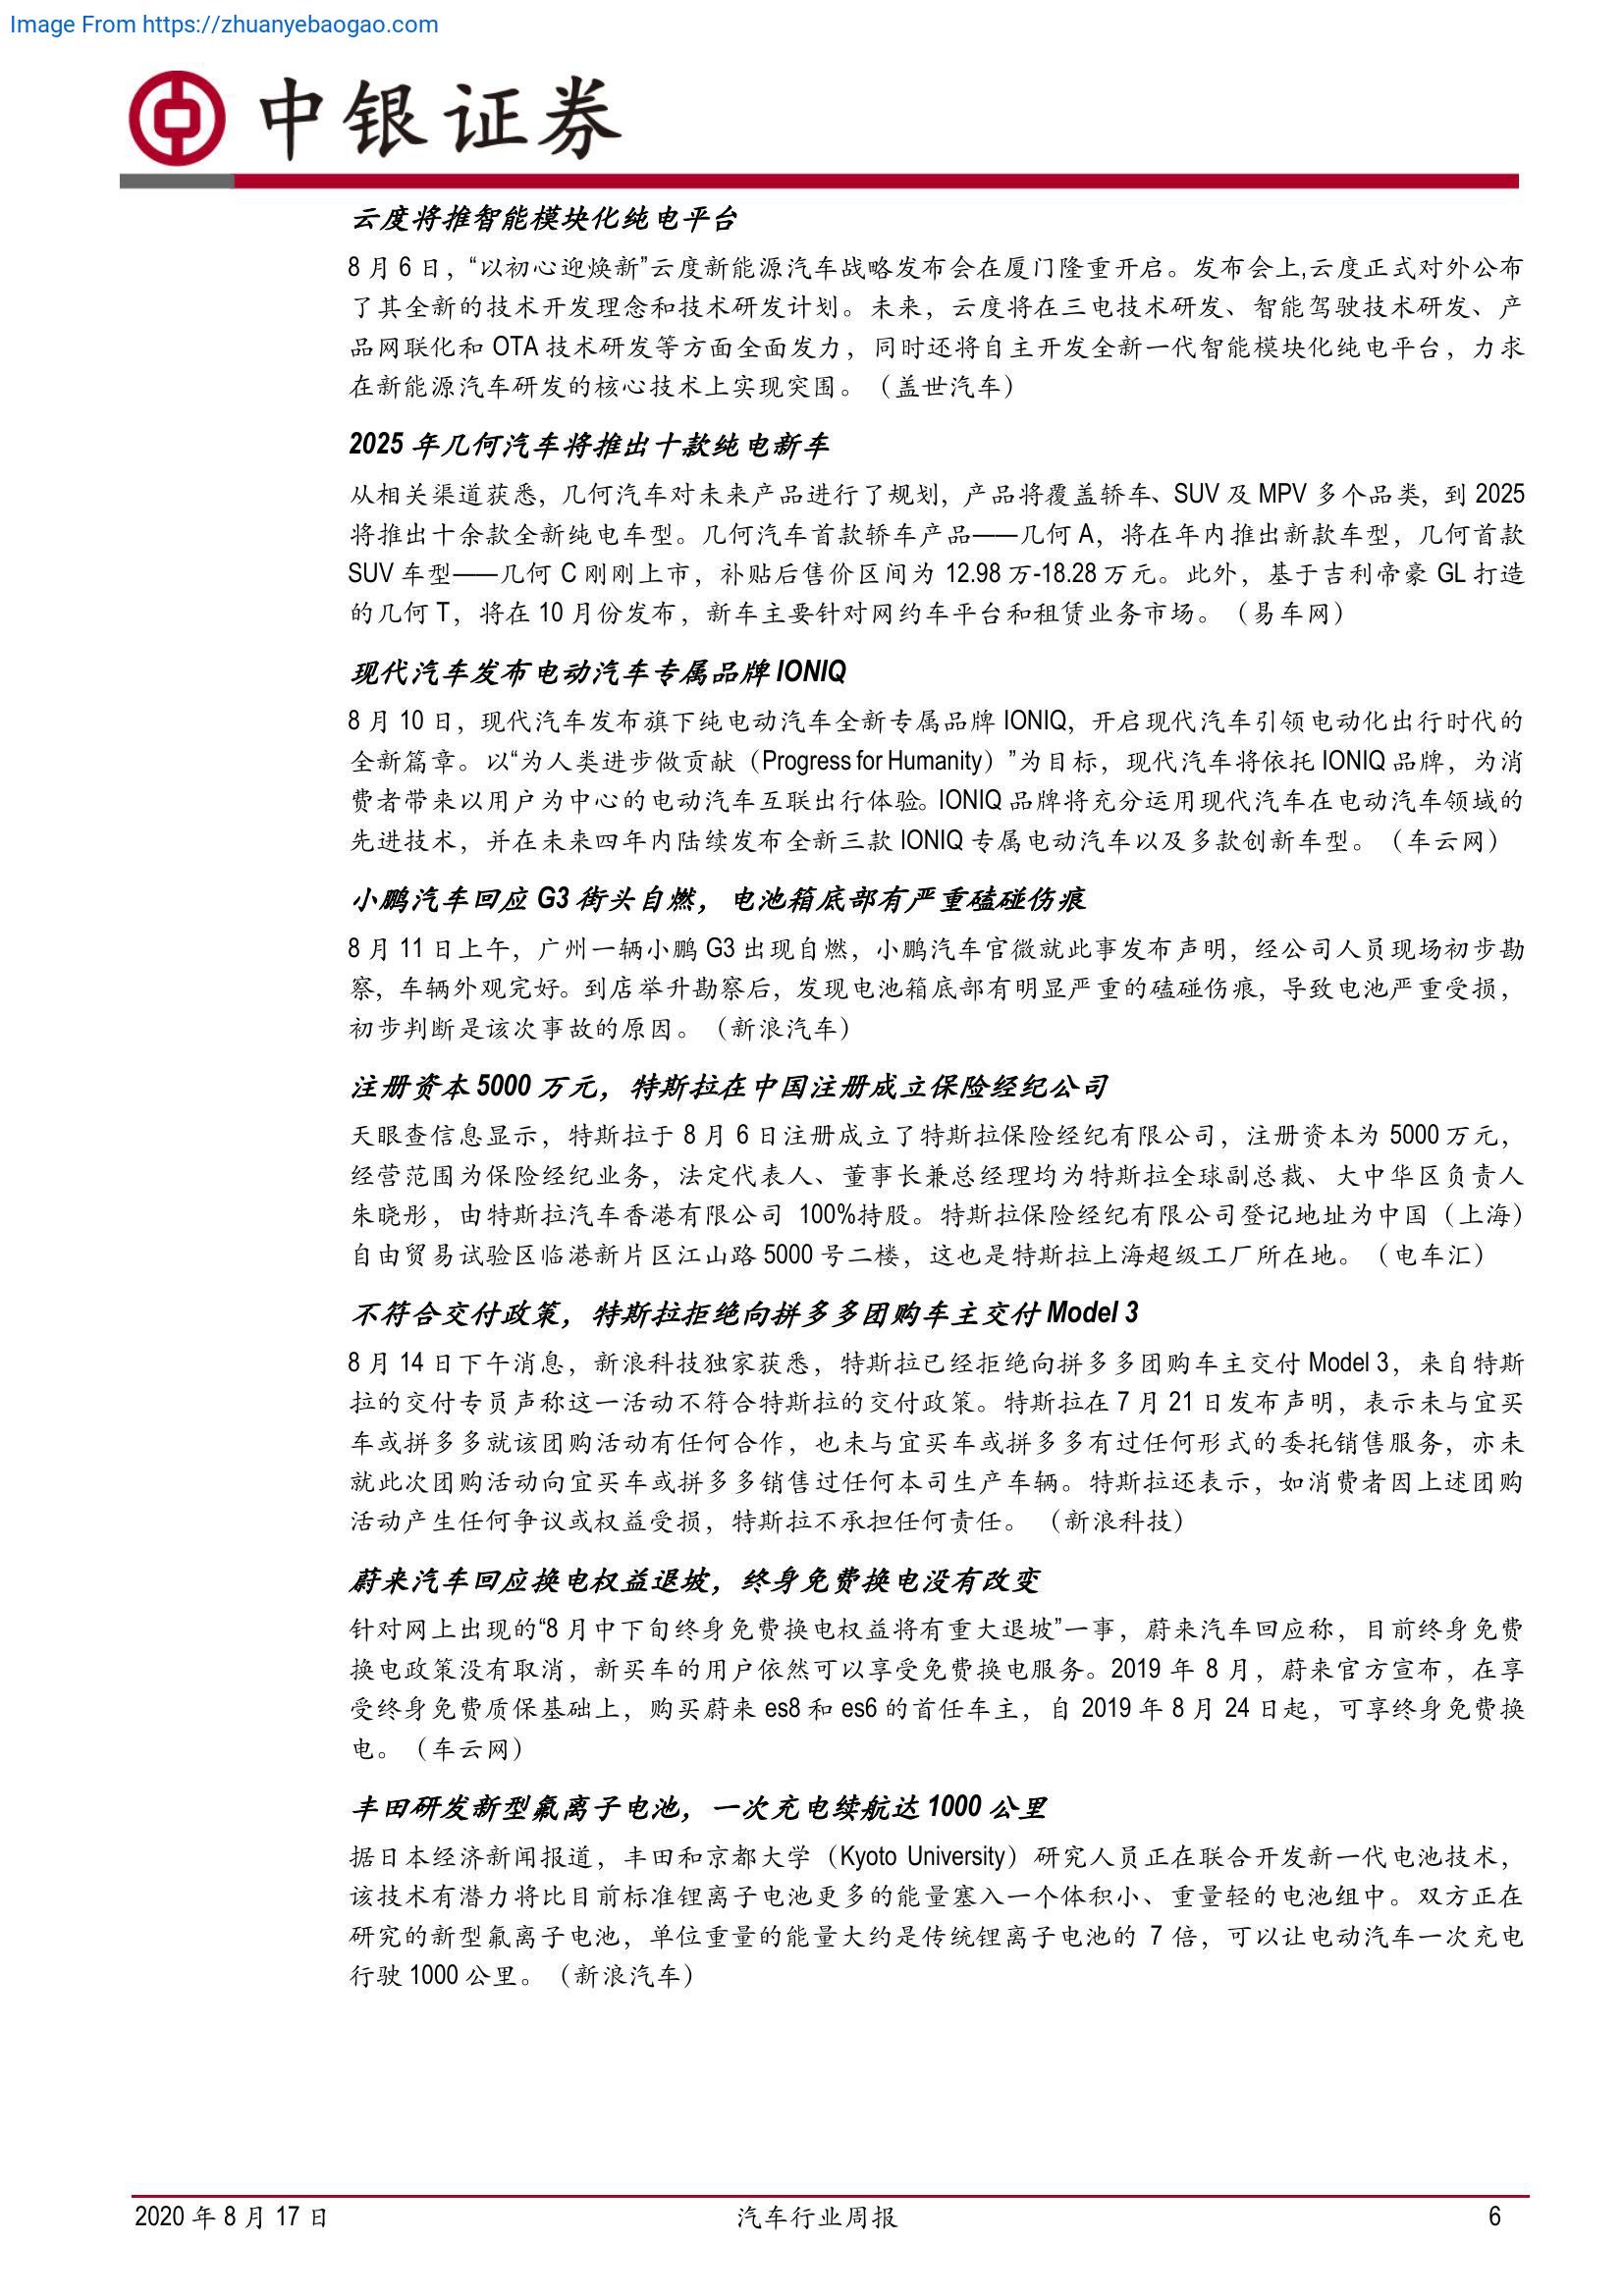 Image From https://zhuanyebaogao.com
中银证券
云度将推智能模块化纯电平台
8 月 6 日，“以初心迎焕新”云度新能源汽车战略发布会在厦门隆重开启。发布会上,云度正式对外公布
了其全新的技术开发理念和技术研发计划。未来，云度将在三电技术研发、智能驾驶技术研发、产
品网联化和 OTA 技术研发等方面全面发力，同时还将自主开发全新一代智能模块化纯电平台，力求
在新能源汽车研发的核心技术上实现突围。（盖世汽车）
2025 年几何汽车将推出十款纯电新车
从相关渠道获悉，几何汽车对未来产品进行了规划，产品将覆盖轿车、SUV 及 MPV 多个品类，到 2025
将推出十余款全新纯电车型。几何汽车首款轿车产品——几何 A，将在年内推出新款车型，几何首款
SUV 车型——几何 C 刚刚上市，补贴后售价区间为 12.98 万-18.28 万元。此外，基于吉利帝豪 GL 打造
的几何 T，将在 10 月份发布，新车主要针对网约车平台和租赁业务市场。（易车网）
现代汽车发布电动汽车专属品牌 IONIQ
8 月 10 日，现代汽车发布旗下纯电动汽车全新专属品牌 IONIQ，开启现代汽车引领电动化出行时代的
全新篇章。以“为人类进步做贡献（Progress for Humanity）”为目标，现代汽车将依托 IONIQ 品牌，为消
费者带来以用户为中心的电动汽车互联出行体验。IONIQ 品牌将充分运用现代汽车在电动汽车领域的
先进技术，并在未来四年内陆续发布全新三款 IONIQ 专属电动汽车以及多款创新车型。（车云网）
小鹏汽车回应 G3 街头自燃，电池箱底部有严重磕碰伤痕
8 月 11 日上午，广州一辆小鹏 G3 出现自燃，小鹏汽车官微就此事发布声明，经公司人员现场初步勘
察，车辆外观完好。到店举升勘察后，发现电池箱底部有明显严重的磕碰伤痕，导致电池严重受损，
初步判断是该次事故的原因。（新浪汽车）
注册资本 5000 万元，特斯拉在中国注册成立保险经纪公司
天眼查信息显示，特斯拉于 8 月 6 日注册成立了特斯拉保险经纪有限公司，注册资本为 5000 万元，
经营范围为保险经纪业务，法定代表人、董事长兼总经理均为特斯拉全球副总裁、大中华区负责人
朱晓彤，由特斯拉汽车香港有限公司 100%持股。特斯拉保险经纪有限公司登记地址为中国（上海）
自由贸易试验区临港新片区江山路 5000 号二楼，这也是特斯拉上海超级工厂所在地。（电车汇）
不符合交付政策，特斯拉拒绝向拼多多团购车主交付 Model 3
8 月 14 日下午消息，新浪科技独家获悉，特斯拉已经拒绝向拼多多团购车主交付 Model 3，来自特斯
拉的交付专员声称这一活动不符合特斯拉的交付政策。特斯拉在 7 月 21 日发布声明，表示未与宜买
车或拼多多就该团购活动有任何合作，也未与宜买车或拼多多有过任何形式的委托销售服务，亦未
就此次团购活动向宜买车或拼多多销售过任何本司生产车辆。特斯拉还表示，如消费者因上述团购
活动产生任何争议或权益受损，特斯拉不承担任何责任。（新浪科技）
蔚来汽车回应换电权益退坡，终身免费换电没有改变
针对网上出现的“8 月中下旬终身免费换电权益将有重大退坡”一事，蔚来汽车回应称，目前终身免费
换电政策没有取消，新买车的用户依然可以享受免费换电服务。2019 年 8 月，蔚来官方宣布，在享
受终身免费质保基础上，购买蔚来 es8 和 es6 的首任车主，自 2019 年 8 月 24 日起，可享终身免费换
电。（车云网）
丰田研发新型氟离子电池，一次充电续航达 1000 公里
据日本经济新闻报道，丰田和京都大学（Kyoto University）研究人员正在联合开发新一代电池技术，
该技术有潜力将比目前标准锂离子电池更多的能量塞入一个体积小、重量轻的电池组中。双方正在
研究的新型氟离子电池，单位重量的能量大约是传统锂离子电池的 7 倍，可以让电动汽车一次充电
行驶 1000 公里。（新浪汽车）
2020 年 8 月 17 日
汽车行业周报
6